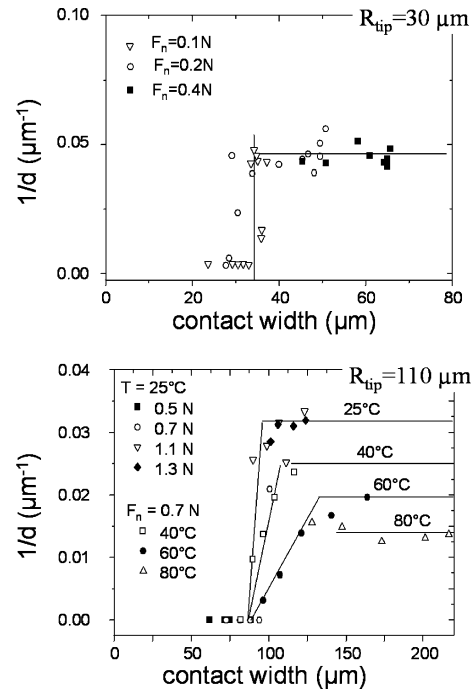 R_tip=30 µm
0.10
▽ F_n=0.1N
○ F_n=0.2N
■ F_n=0.4N
1/d (µm⁻¹)
0.05
0.00
0 20 40 60 80
contact width (µm)
R_tip=110 µm
0.04
T = 25°C
■ 0.5 N
○ 0.7 N
▽ 1.1 N
◆ 1.3 N
25°C
0.03
40°C
F_n = 0.7 N
□ 40°C
● 60°C
△ 80°C
60°C
80°C
1/d (µm⁻¹)
0.02
0.01
0.00
0 50 100 150 200
contact width (µm)